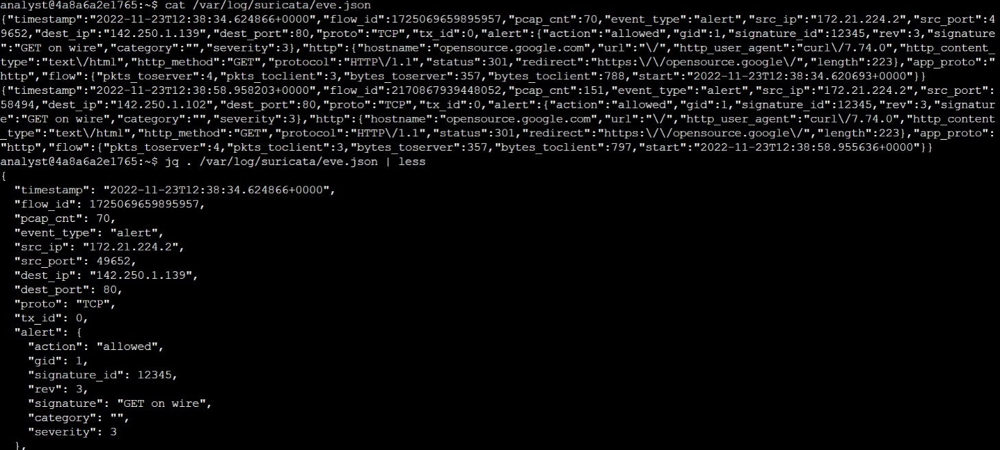 analyst@4a8a6a2e1765:~$ cat /var/log/suricata/eve.json
{"timestamp":"2022-11-23T12:38:34.624866+0000","flow_id":1725069659895957,"pcap_cnt":70,"event_type":"alert","src_ip":"172.21.224.2","src_port":4
9652,"dest_ip":"142.250.1.139","dest_port":80,"proto":"TCP","tx_id":0,"alert":{"action":"allowed","gid":1,"signature_id":12345,"rev":3,"signature
":"GET on wire","category":"","severity":3},"http":{"hostname":"opensource.google.com","url":"\/","http_user_agent":"curl\/7.74.0","http_content_
type":"text\/html","http_method":"GET","protocol":"HTTP\/1.1","status":301,"redirect":"https:\/\/opensource.google\/","length":223},"app_proto":"
http","flow":{"pkts_toserver":4,"pkts_toclient":3,"bytes_toserver":357,"bytes_toclient":788,"start":"2022-11-23T12:38:34.620693+0000"}}
{"timestamp":"2022-11-23T12:38:58.958203+0000","flow_id":2170867939448052,"pcap_cnt":151,"event_type":"alert","src_ip":"172.21.224.2","src_port":
58494,"dest_ip":"142.250.1.102","dest_port":80,"proto":"TCP","tx_id":0,"alert":{"action":"allowed","gid":1,"signature_id":12345,"rev":3,"signatur
e":"GET on wire","category":"","severity":3},"http":{"hostname":"opensource.google.com","url":"\/","http_user_agent":"curl\/7.74.0","http_content
_type":"text\/html","http_method":"GET","protocol":"HTTP\/1.1","status":301,"redirect":"https:\/\/opensource.google\/","length":223},"app_proto":
"http","flow":{"pkts_toserver":4,"pkts_toclient":3,"bytes_toserver":357,"bytes_toclient":797,"start":"2022-11-23T12:38:58.955636+0000"}}
analyst@4a8a6a2e1765:~$ jq . /var/log/suricata/eve.json | less
{
  "timestamp": "2022-11-23T12:38:34.624866+0000",
  "flow_id": 1725069659895957,
  "pcap_cnt": 70,
  "event_type": "alert",
  "src_ip": "172.21.224.2",
  "src_port": 49652,
  "dest_ip": "142.250.1.139",
  "dest_port": 80,
  "proto": "TCP",
  "tx_id": 0,
  "alert": {
    "action": "allowed",
    "gid": 1,
    "signature_id": 12345,
    "rev": 3,
    "signature": "GET on wire",
    "category": "",
    "severity": 3
  },